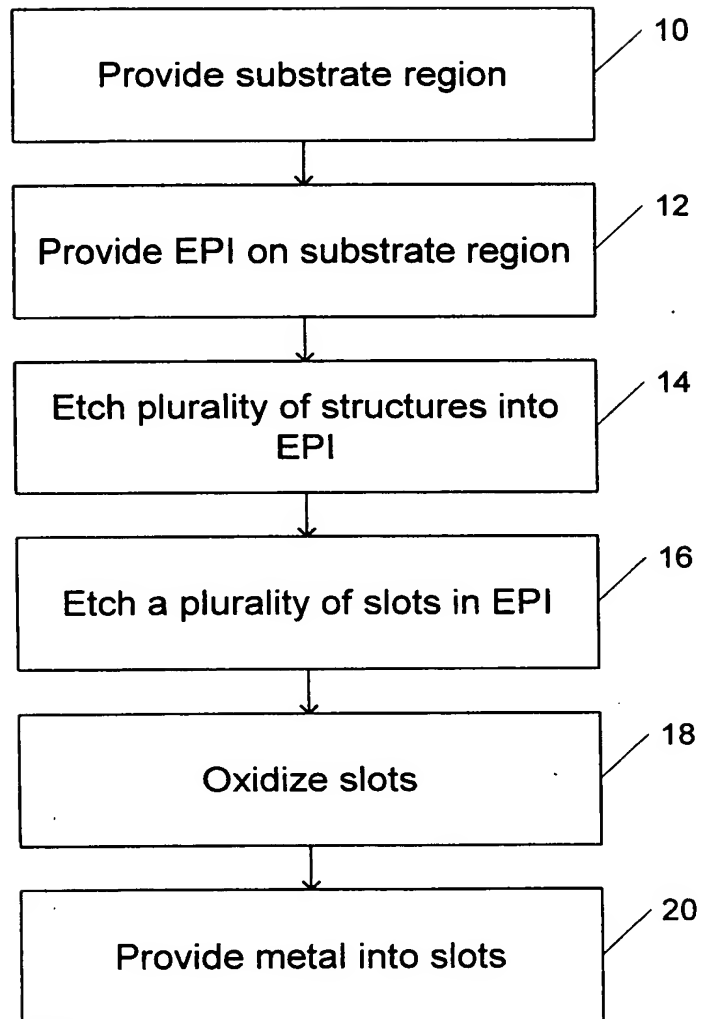 10
Provide substrate region
12
Provide EPI on substrate region
14
Etch plurality of structures into
EPI
16
Etch a plurality of slots in EPI
18
Oxidize slots
20
Provide metal into slots